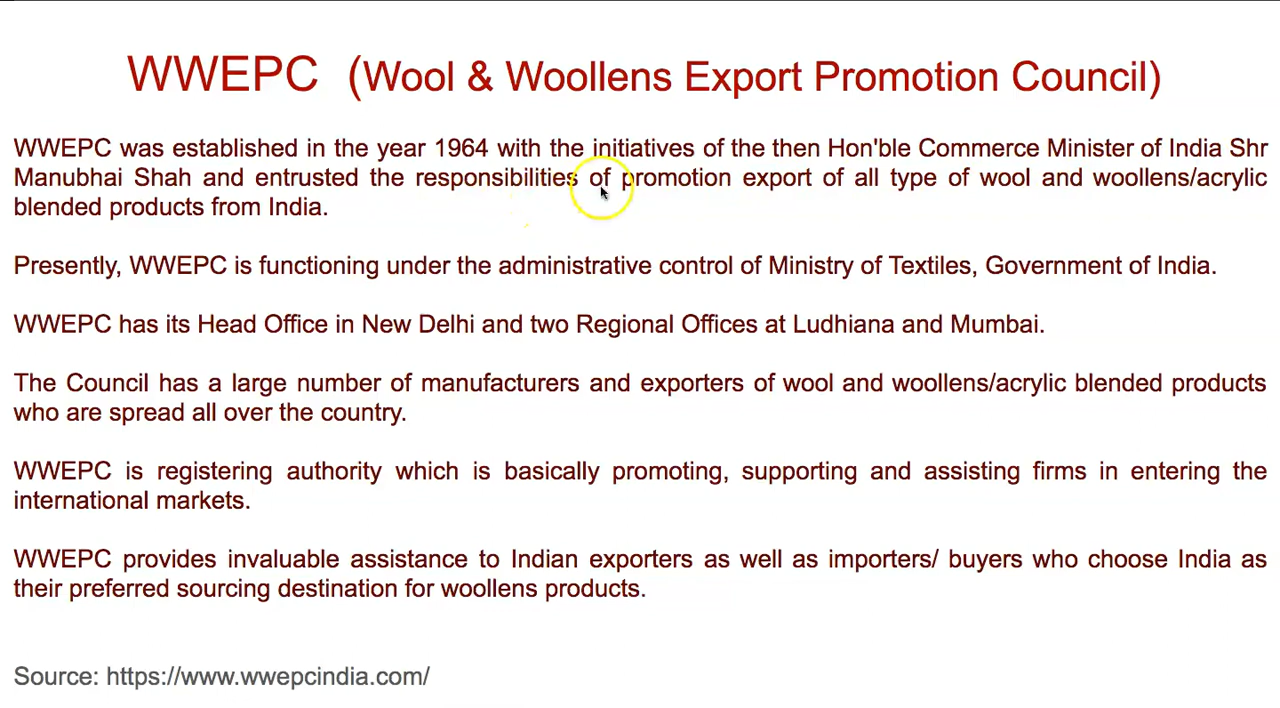 WWEPC (Wool & Woollens Export Promotion Council)
WWEPC was established in the year 1964 with the initiatives of the then Hon'ble Commerce Minister of India Shr
Manubhai Shah and entrusted the responsibilities of promotion export of all type of wool and woollens/acrylic
blended products from India.
Presently, WWEPC is functioning under the administrative control of Ministry of Textiles, Government of India.
WWEPC has its Head Office in New Delhi and two Regional Offices at Ludhiana and Mumbai.
The Council has a large number of manufacturers and exporters of wool and woollens/acrylic blended products
who are spread all over the country.
WWEPC is registering authority which is basically promoting, supporting and assisting firms in entering the
international markets.
WWEPC provides invaluable assistance to Indian exporters as well as importers/ buyers who choose India as
their preferred sourcing destination for woollens products.
Source: https://www.wwepcindia.com/